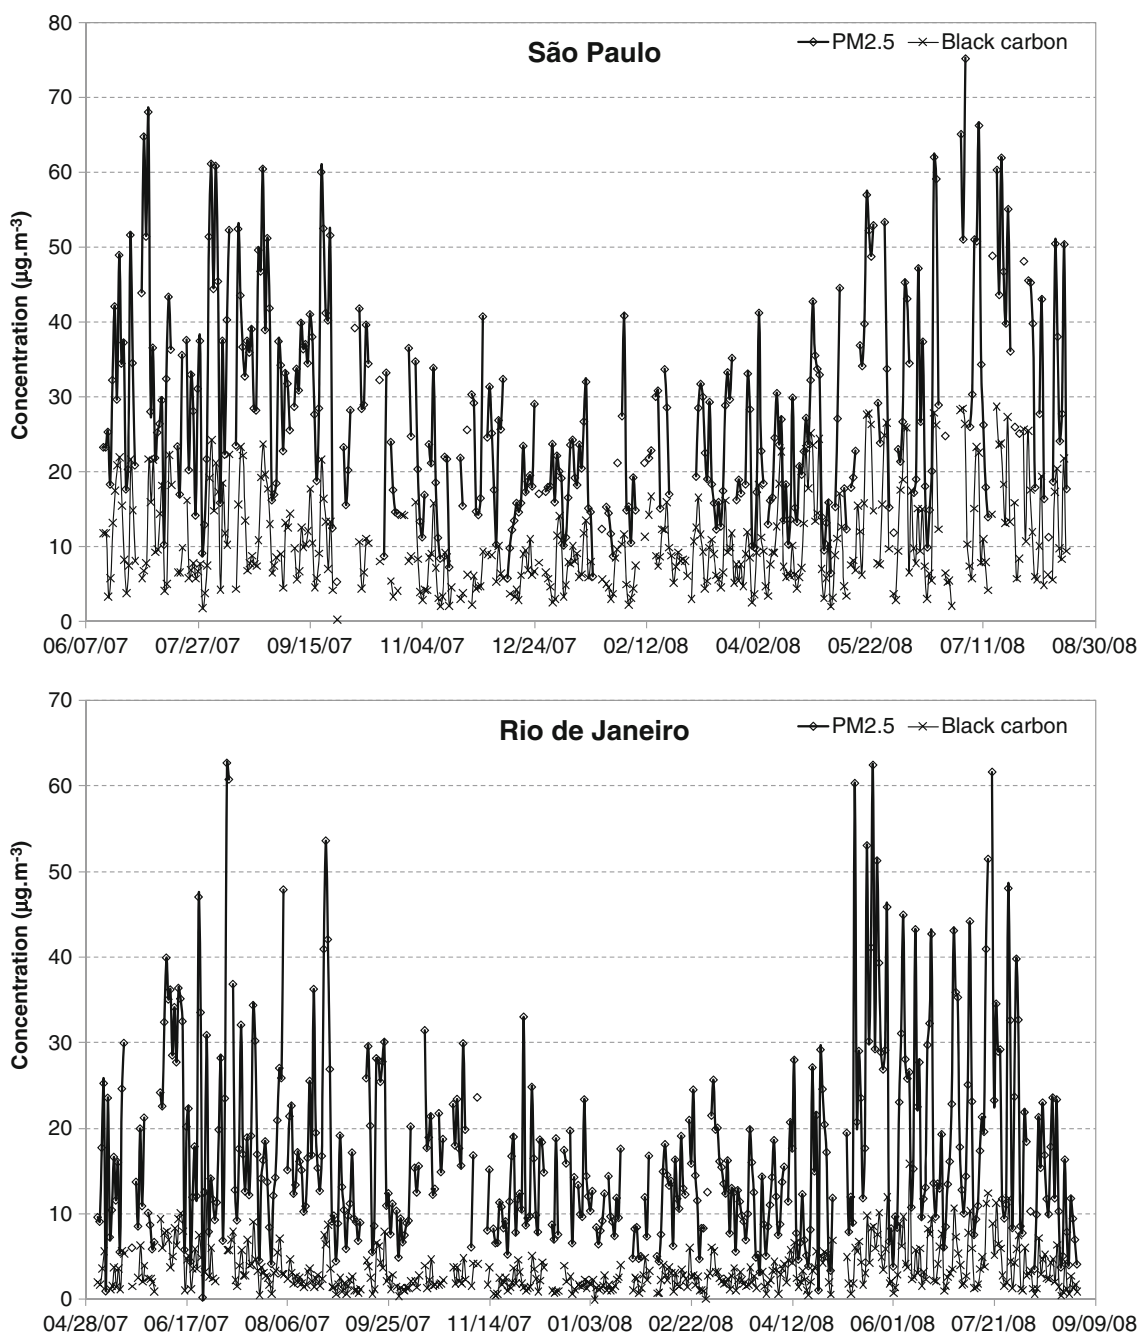 São Paulo
PM2.5 Black carbon
Concentration (µg.m-3)
80
70
60
50
40
30
20
10
0
06/07/07 07/27/07 09/15/07 11/04/07 12/24/07 02/12/08 04/02/08 05/22/08 07/11/08 08/30/08
Rio de Janeiro
PM2.5 Black carbon
Concentration (µg.m-3)
70
60
50
40
30
20
10
0
04/28/07 06/17/07 08/06/07 09/25/07 11/14/07 01/03/08 02/22/08 04/12/08 06/01/08 07/21/08 09/09/08